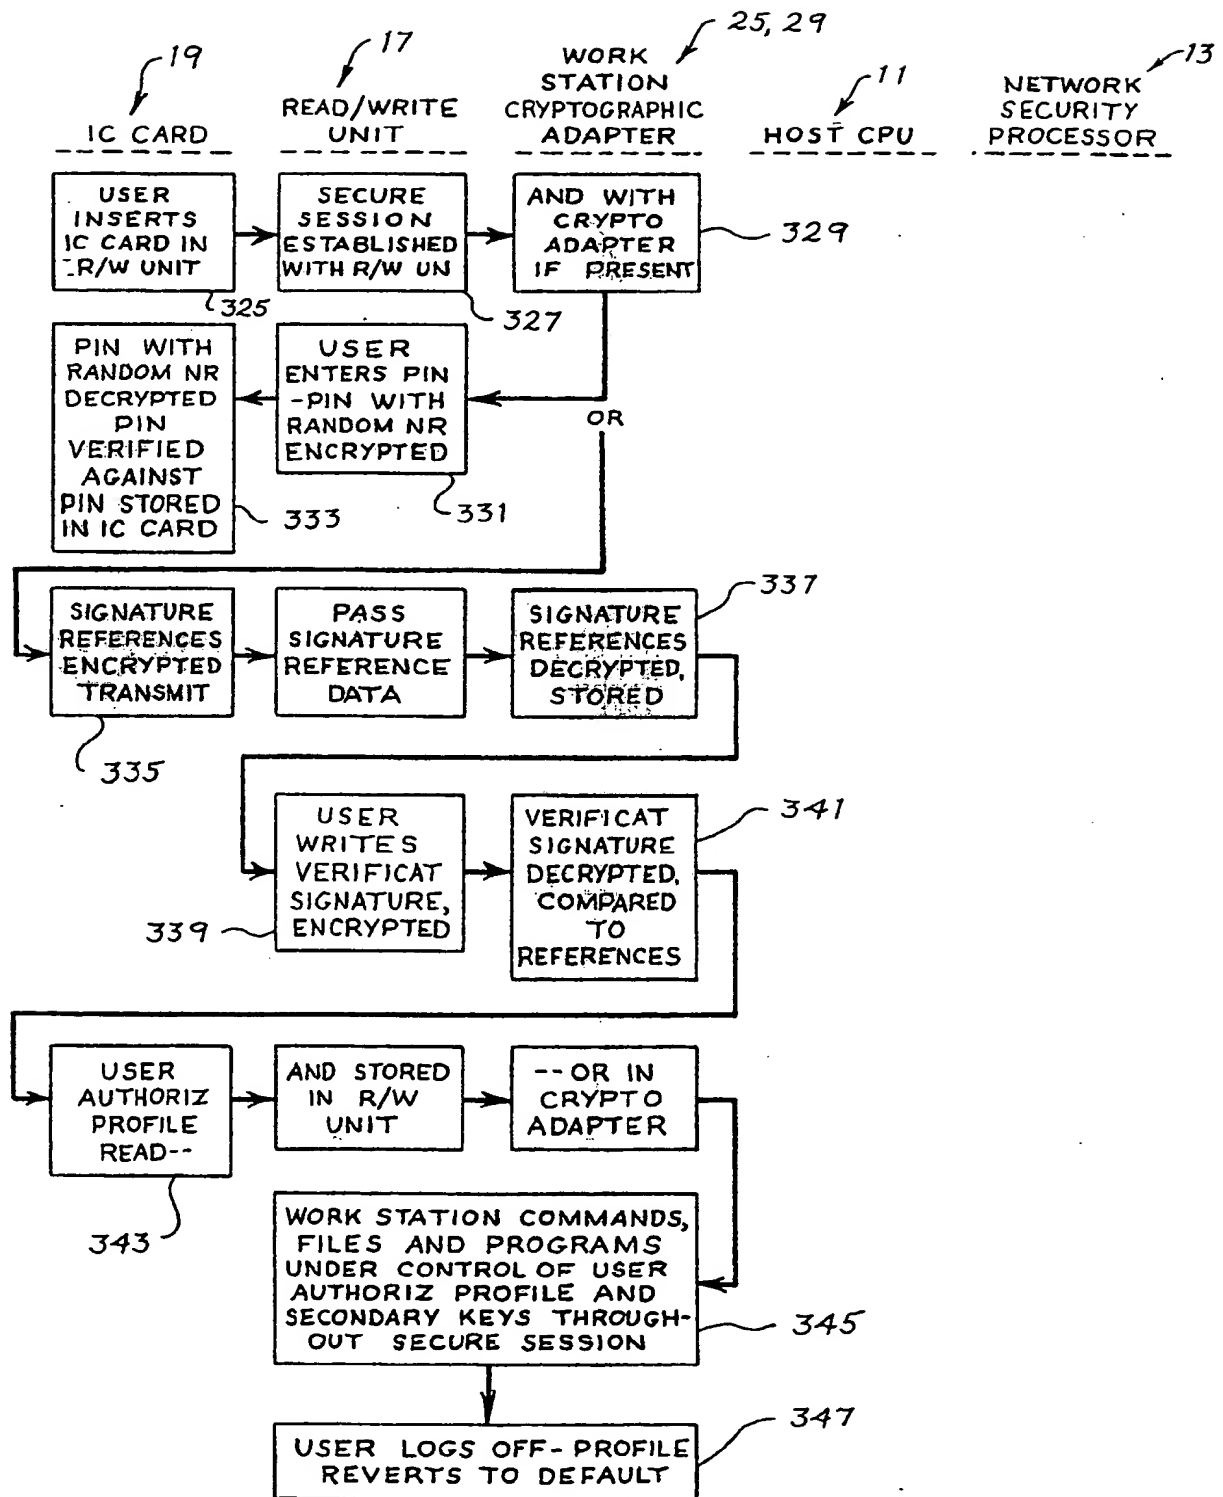 19
17
25, 29
11
13
IC CARD
READ/WRITE
UNIT
WORK
STATION
CRYPTOGRAPHIC
ADAPTER
HOST CPU
NETWORK
SECURITY
PROCESSOR
USER
INSERTS
IC CARD IN
R/W UNIT
325
SECURE
SESSION
ESTABLISHED
WITH R/W UN
327
AND WITH
CRYPTO
ADAPTER
IF PRESENT
329
PIN WITH
RANDOM NR
DECRYPTED
PIN
VERIFIED
AGAINST
PIN STORED
IN IC CARD
333
USER
ENTERS PIN
-PIN WITH
RANDOM NR
ENCRYPTED
331
OR
SIGNATURE
REFERENCES
ENCRYPTED
TRANSMIT
335
PASS
SIGNATURE
REFERENCE
DATA
SIGNATURE
REFERENCES
DECRYPTED,
STORED
337
USER
WRITES
VERIFICAT
SIGNATURE,
ENCRYPTED
339
VERIFICAT
SIGNATURE
DECRYPTED,
COMPARED
TO
REFERENCES
341
USER
AUTHORIZ
PROFILE
READ--
343
AND STORED
IN R/W
UNIT
--OR IN
CRYPTO
ADAPTER
WORK STATION COMMANDS,
FILES AND PROGRAMS
UNDER CONTROL OF USER
AUTHORIZ PROFILE AND
SECONDARY KEYS THROUGH-
OUT SECURE SESSION
345
USER LOGS OFF-PROFILE
REVERTS TO DEFAULT
347